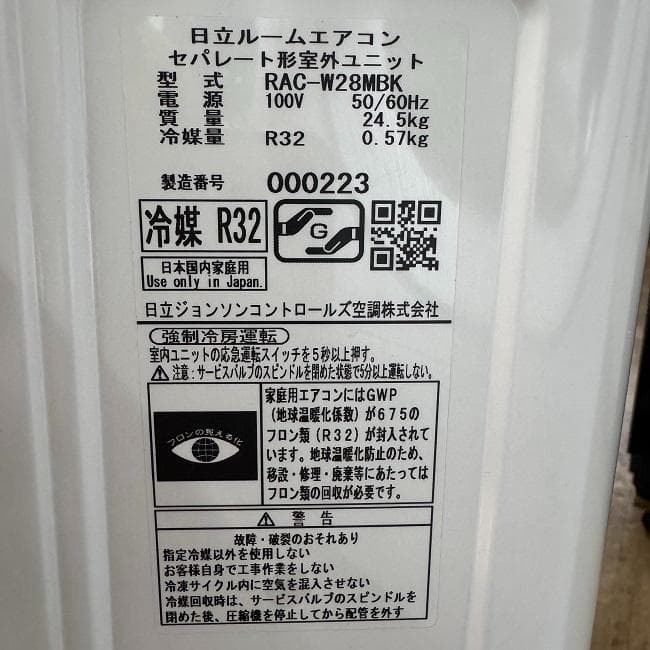 日立ルームエアコン
セパレート形室外ユニット
型 式 RAC-W28MBK
電 源 100V 50/60Hz
質 量 24.5kg
冷媒量 R32 0.57kg
製造番号 000223
冷媒 R32
G
日本国内家庭用
Use only in Japan.
日立ジョンソンコントロールズ空調株式会社
強制冷房運転
室内ユニットの応急運転スイッチを5秒以上押す。
注意:サービスバルブのスピンドルを閉めた状態で5分以上運転しない。
フロンの見える化
家庭用エアコンにはGWP
(地球温暖化係数)が675の
フロン類(R32)が封入されて
います。地球温暖化防止のため、
移設・修理・廃棄等にあたっては
フロン類の回収が必要です。
警 告
故障・破裂のおそれあり
指定冷媒以外を使用しない
お客様自身で工事作業をしない
冷凍サイクル内に空気を混入させない
冷媒回収時は、サービスバルブのスピンドルを
閉めた後、圧縮機を停止してから配管を外す